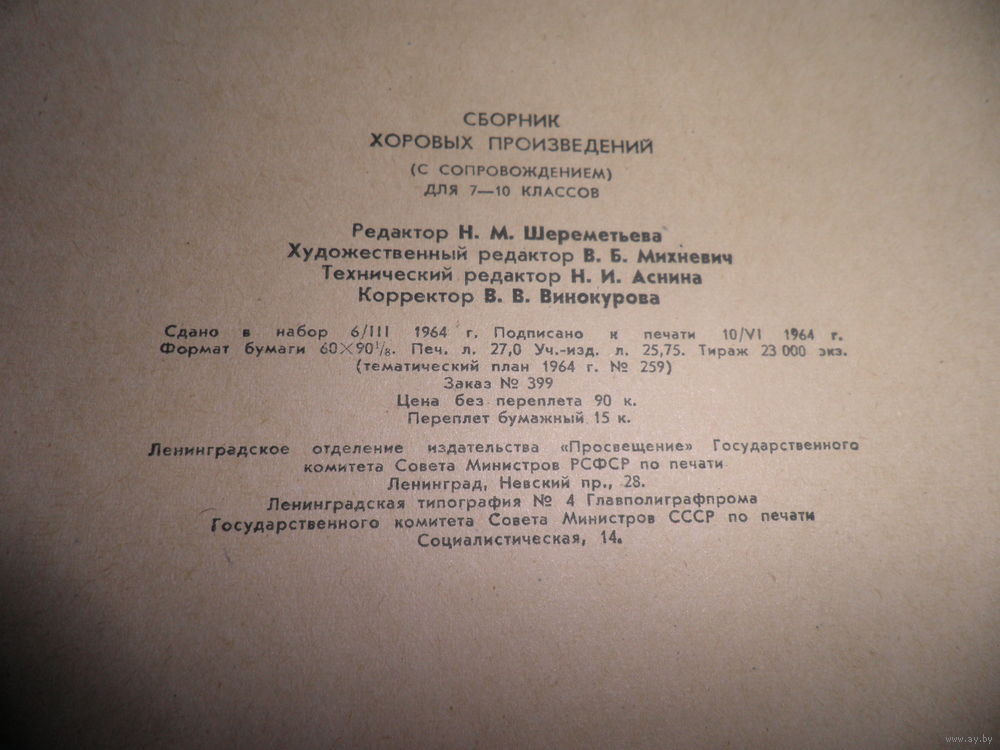 СБОРНИК
ХОРОВЫХ ПРОИЗВЕДЕНИЙ
(С СОПРОВОЖДЕНИЕМ)
ДЛЯ 7—10 КЛАССОВ
Редактор Н. М. Шереметьева
Художественный редактор В. Б. Михневич
Технический редактор Н. И. Аснина
Корректор В. В. Винокурова
Сдано в набор 6/III 1964 г. Подписано к печати 10/VI 1964 г.
Формат бумаги 60×90¹/₈. Печ. л. 27,0 Уч.-изд. л. 25,75. Тираж 23 000 экз.
(тематический план 1964 г. № 259)
Заказ № 399
Цена без переплета 90 к.
Переплет бумажный 15 к.
Ленинградское отделение издательства «Просвещение» Государственного
комитета Совета Министров РСФСР по печати
Ленинград, Невский пр., 28.
Ленинградская типография № 4 Главполиграфпрома
Государственного комитета Совета Министров СССР по печати
Социалистическая, 14.
www.ay.by